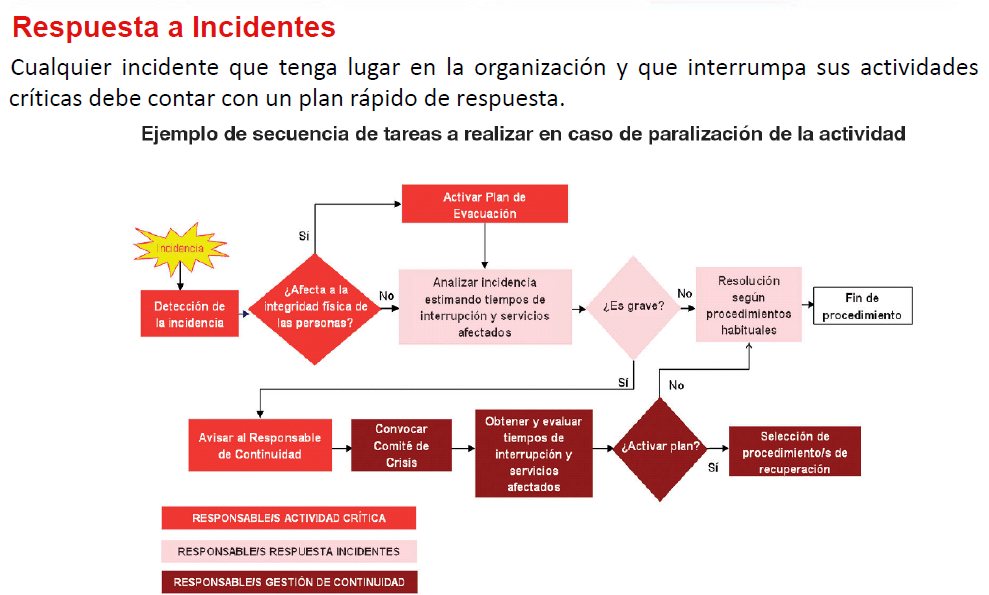 Respuesta a Incidentes
Cualquier incidente que tenga lugar en la organización y que interrumpa sus actividades
críticas debe contar con un plan rápido de respuesta.
Ejemplo de secuencia de tareas a realizar en caso de paralización de la actividad
Activar Plan de
Evacuación
Sí
Incidencia
Detección de
la incidencia
¿Afecta a la
integridad física de
las personas?
No
Analizar incidencia
estimando tiempos de
interrupción y servicios
afectados
¿Es grave?
No
Resolución
según
procedimientos
habituales
Fin de
procedimiento
Sí
No
Avisar al Responsable
de Continuidad
Convocar
Comité de
Crisis
Obtener y evaluar
tiempos de
interrupción y
servicios
afectados
¿Activar plan?
Sí
Selección de
procedimiento/s de
recuperación
RESPONSABLE/S ACTIVIDAD CRÍTICA
RESPONSABLE/S RESPUESTA INCIDENTES
RESPONSABLE/S GESTIÓN DE CONTINUIDAD